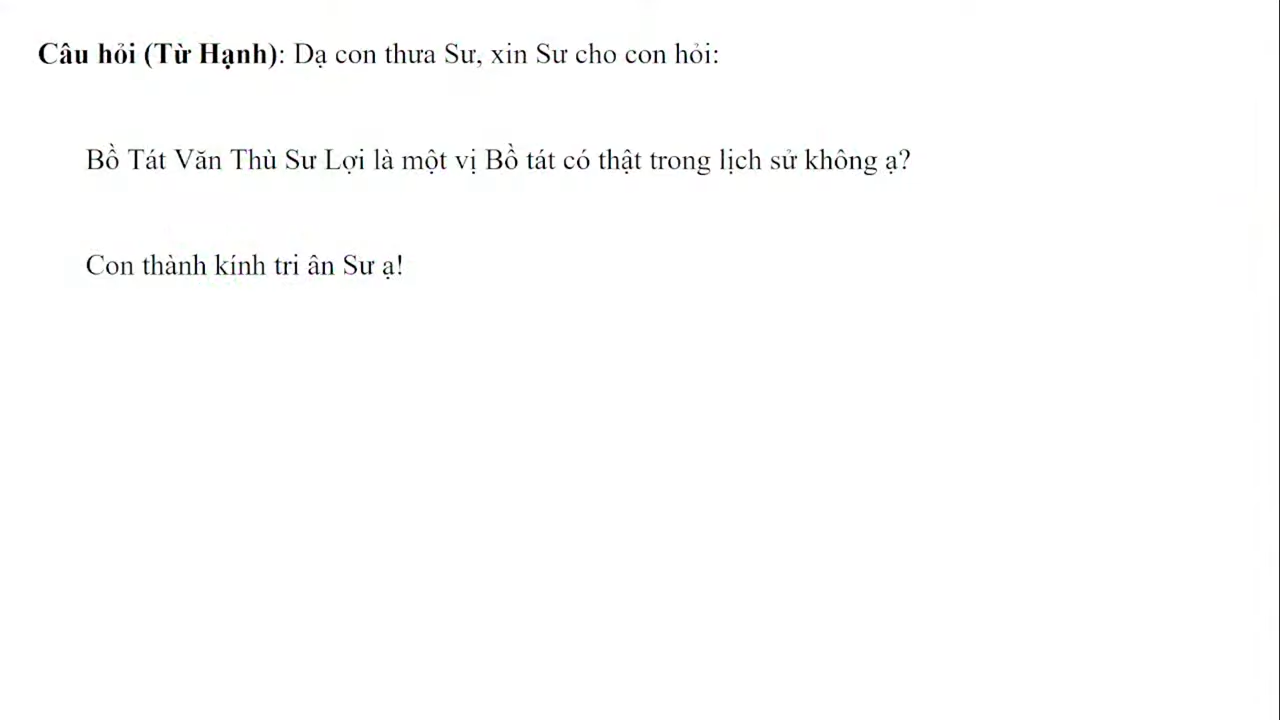 Câu hỏi (Từ Hạnh): Dạ con thưa Sư, xin Sư cho con hỏi:
Bồ Tát Văn Thù Sư Lợi là một vị Bồ tát có thật trong lịch sử không ạ?
Con thành kính tri ân Sư ạ!